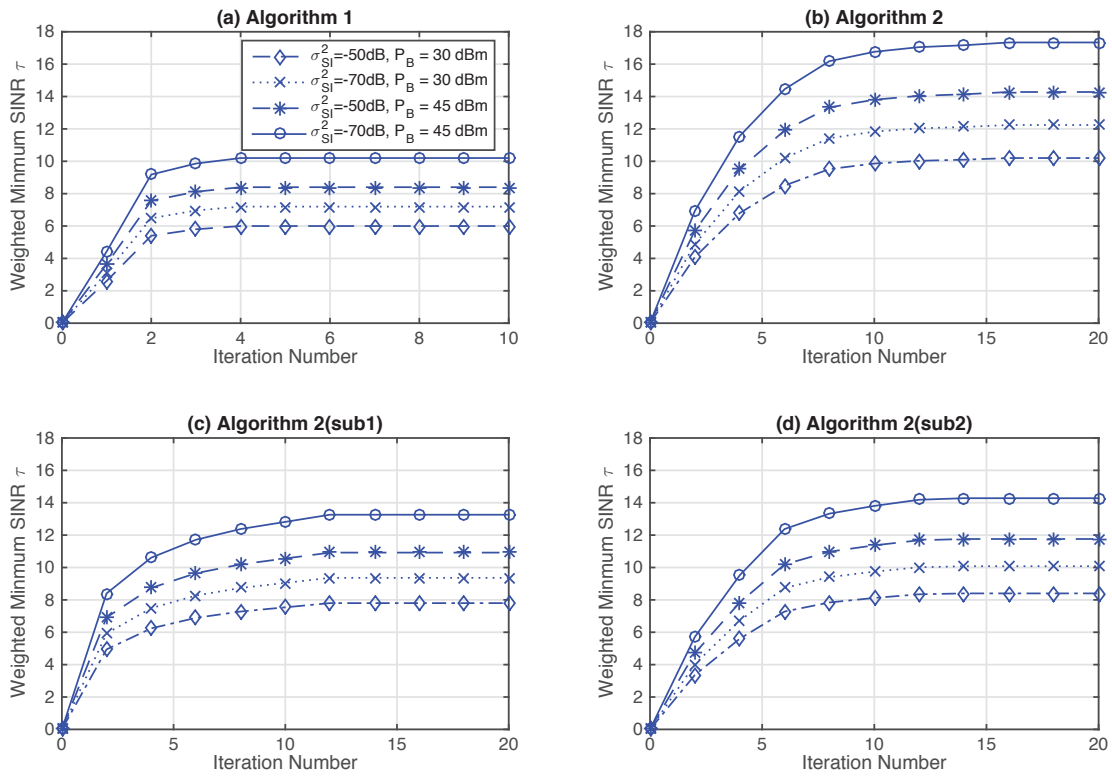 (a) Algorithm 1
Weighted Minmum SINR τ
18
16
14
12
10
8
6
4
2
0
σ²SI=-50dB, PB = 30 dBm
σ²SI=-70dB, PB = 30 dBm
σ²SI=-50dB, PB = 45 dBm
σ²SI=-70dB, PB = 45 dBm
0 2 4 6 8 10
Iteration Number
(b) Algorithm 2
Weighted Minmum SINR τ
18
16
14
12
10
8
6
4
2
0
0 5 10 15 20
Iteration Number
(c) Algorithm 2(sub1)
Weighted Minmum SINR τ
18
16
14
12
10
8
6
4
2
0
0 5 10 15 20
Iteration Number
(d) Algorithm 2(sub2)
Weighted Minmum SINR τ
18
16
14
12
10
8
6
4
2
0
0 5 10 15 20
Iteration Number